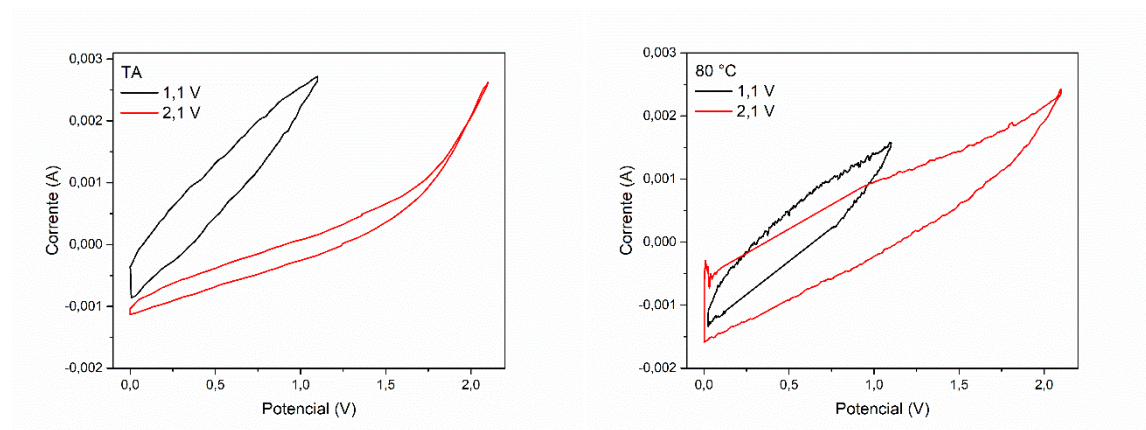 TA
1,1 V
2,1 V
0,003
0,002
0,001
0,000
-0,001
-0,002
Corrente (A)
0,0 0,5 1,0 1,5 2,0
Potencial (V)
80 °C
1,1 V
2,1 V
0,003
0,002
0,001
0,000
-0,001
-0,002
Corrente (A)
0,0 0,5 1,0 1,5 2,0
Potencial (V)